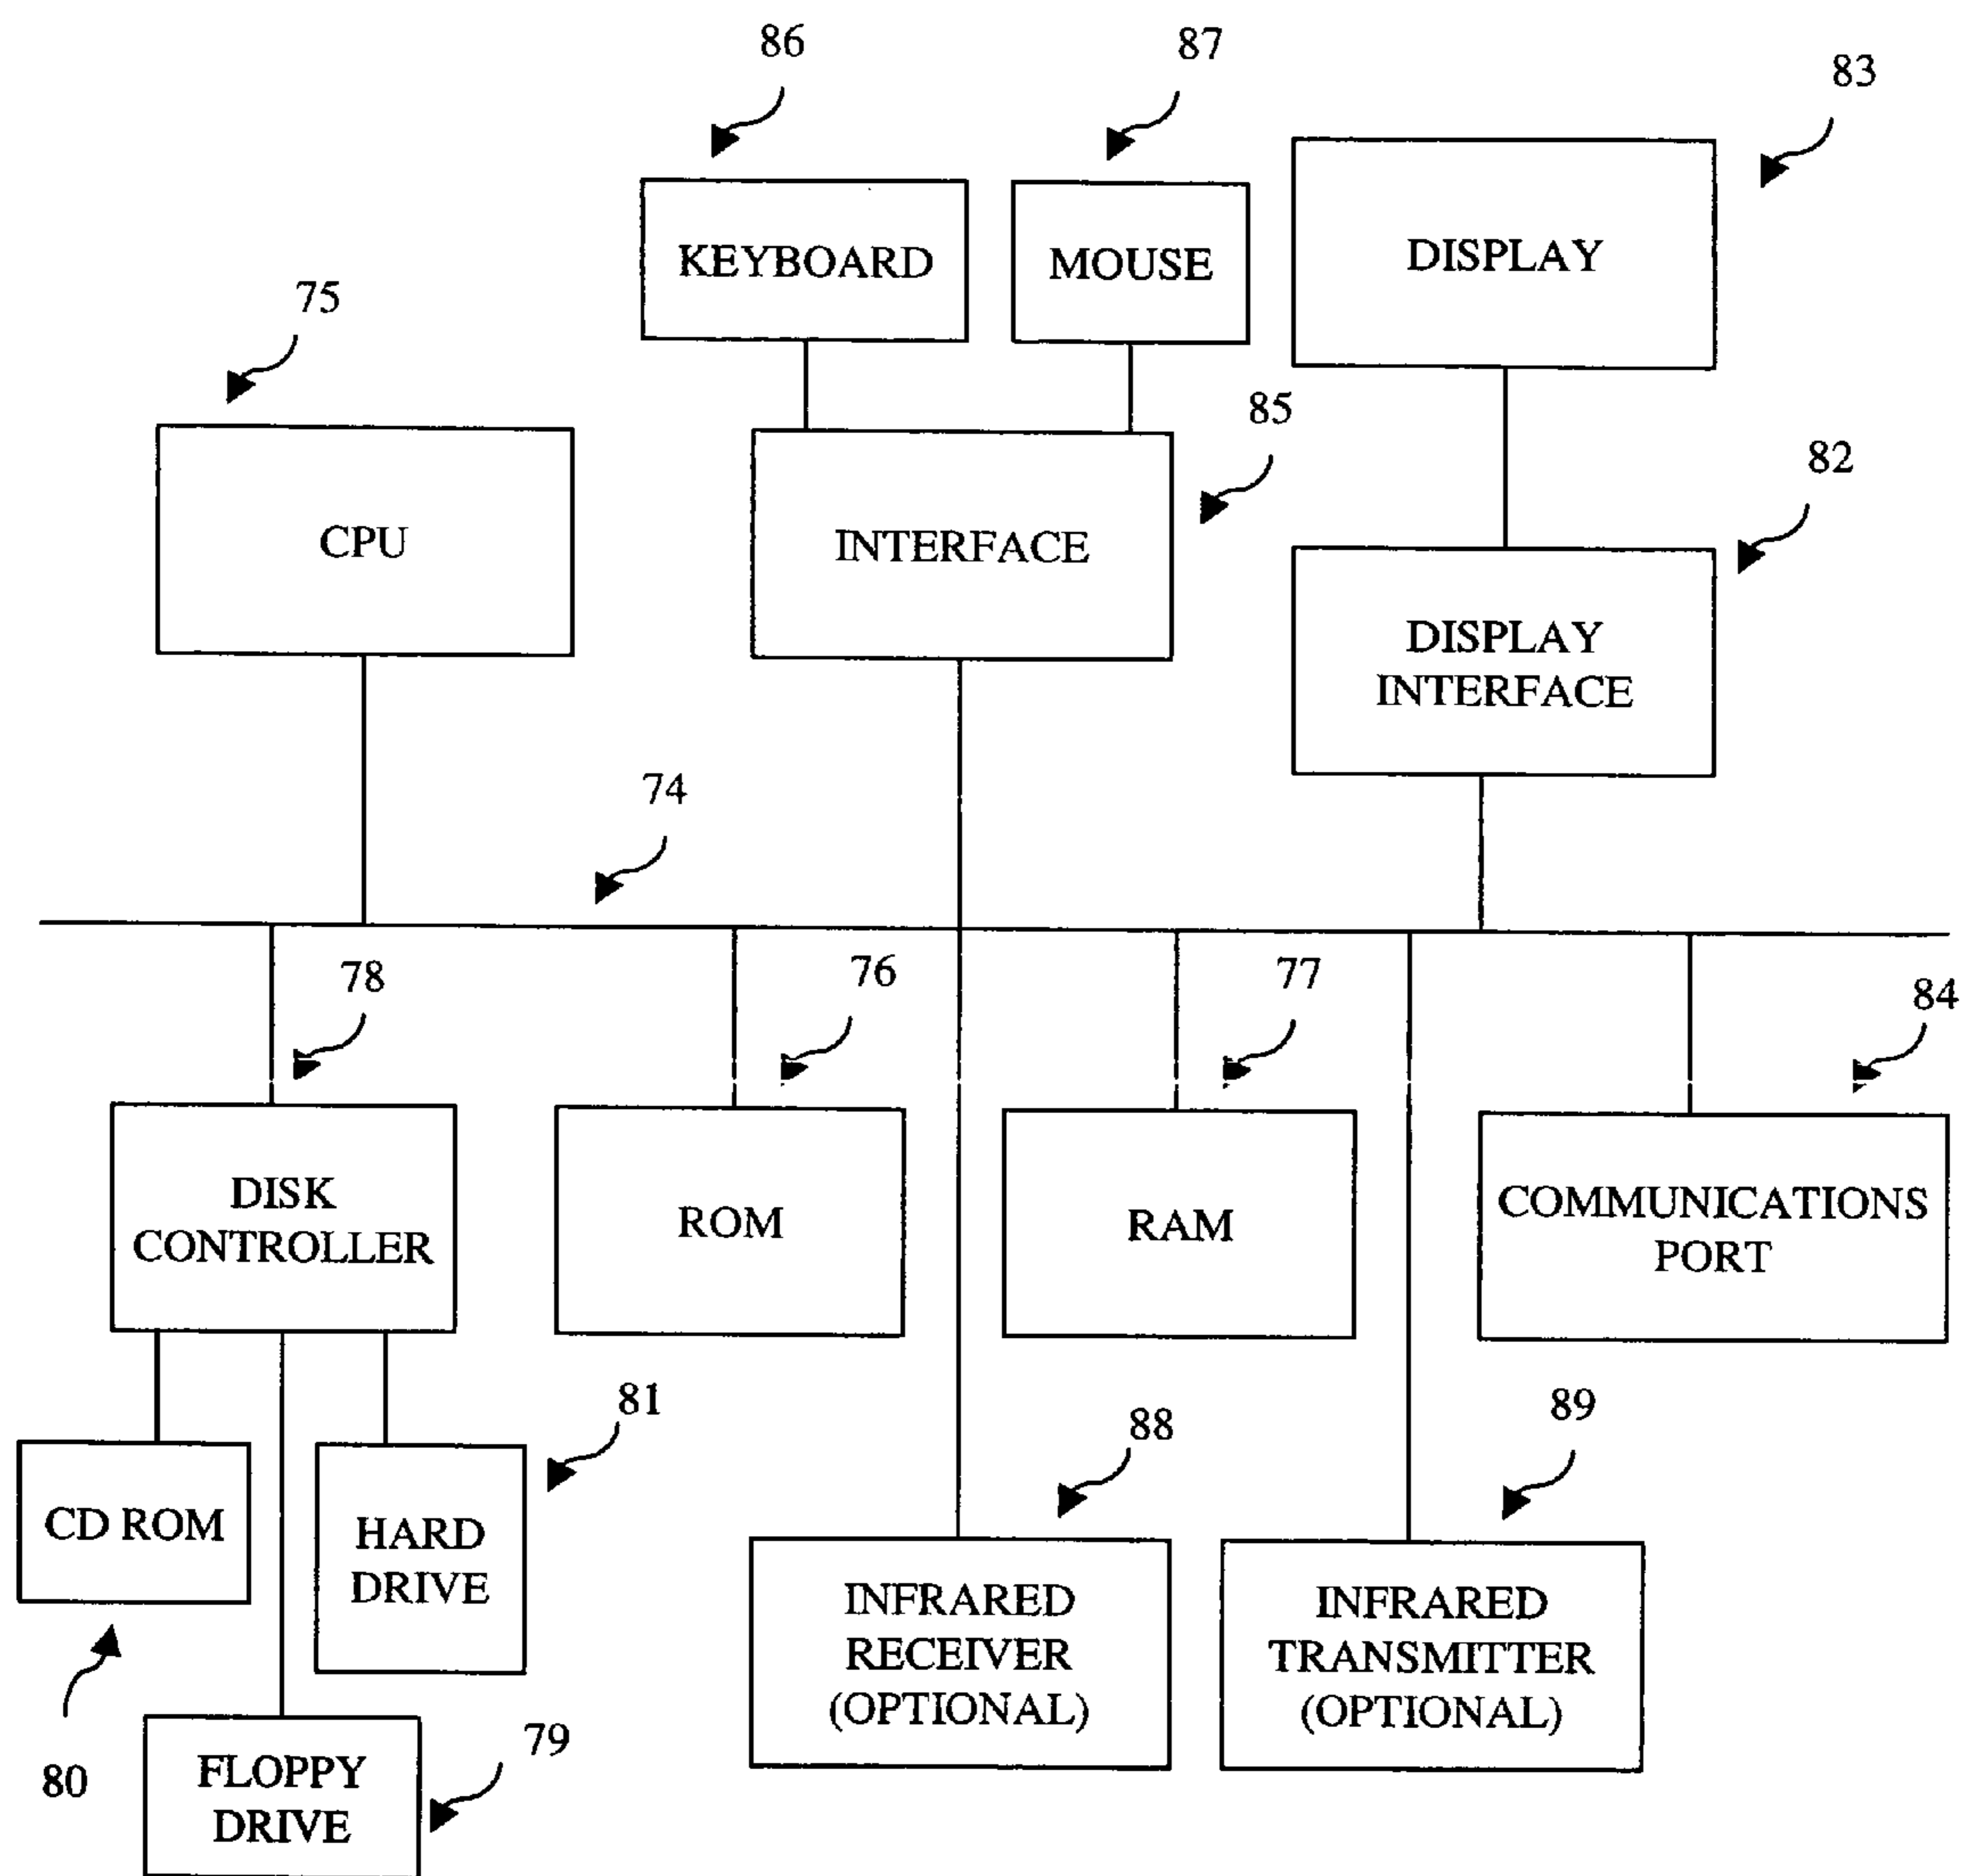 86
87
83
KEYBOARD
MOUSE
DISPLAY
75
85
82
CPU
INTERFACE
DISPLAY
INTERFACE
74
78
76
77
84
DISK
CONTROLLER
ROM
RAM
COMMUNICATIONS
PORT
81
88
89
CD ROM
HARD
DRIVE
INFRARED
RECEIVER
(OPTIONAL)
INFRARED
TRANSMITTER
(OPTIONAL)
80
79
FLOPPY
DRIVE